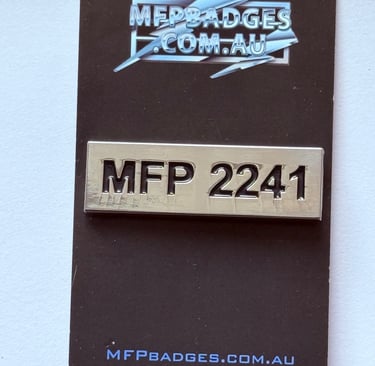 MFPBADGES
.COM.AU
MFP 2241
MFPBADGES.COM.AU